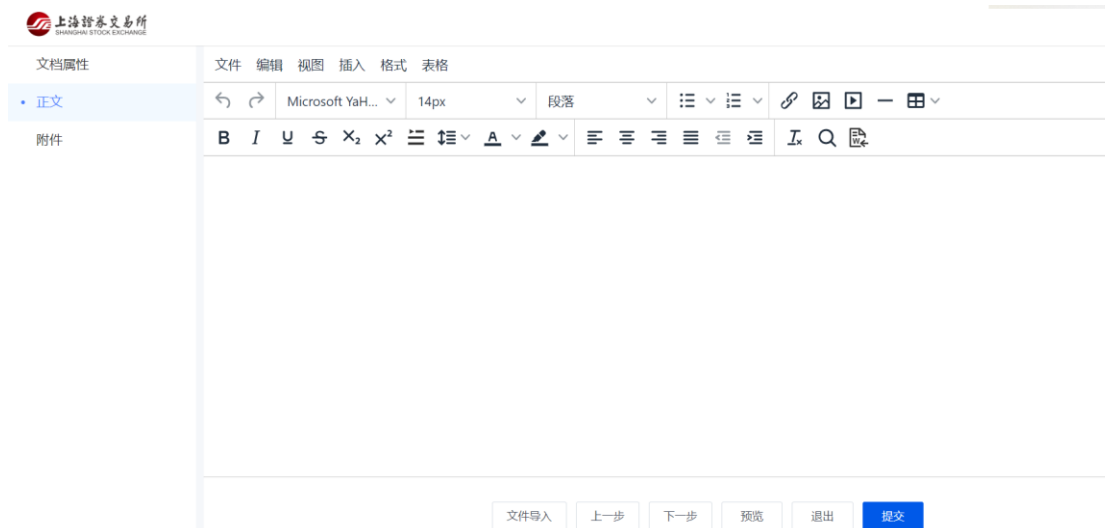 上海證券交易所
SHANGHAI STOCK EXCHANGE
文档属性
正文
附件
文件 编辑 视图 插入 格式 表格
Microsoft YaH... 14px 段落
B I U S X₂ X² A Ix
文件导入 上一步 下一步 预览 退出 提交